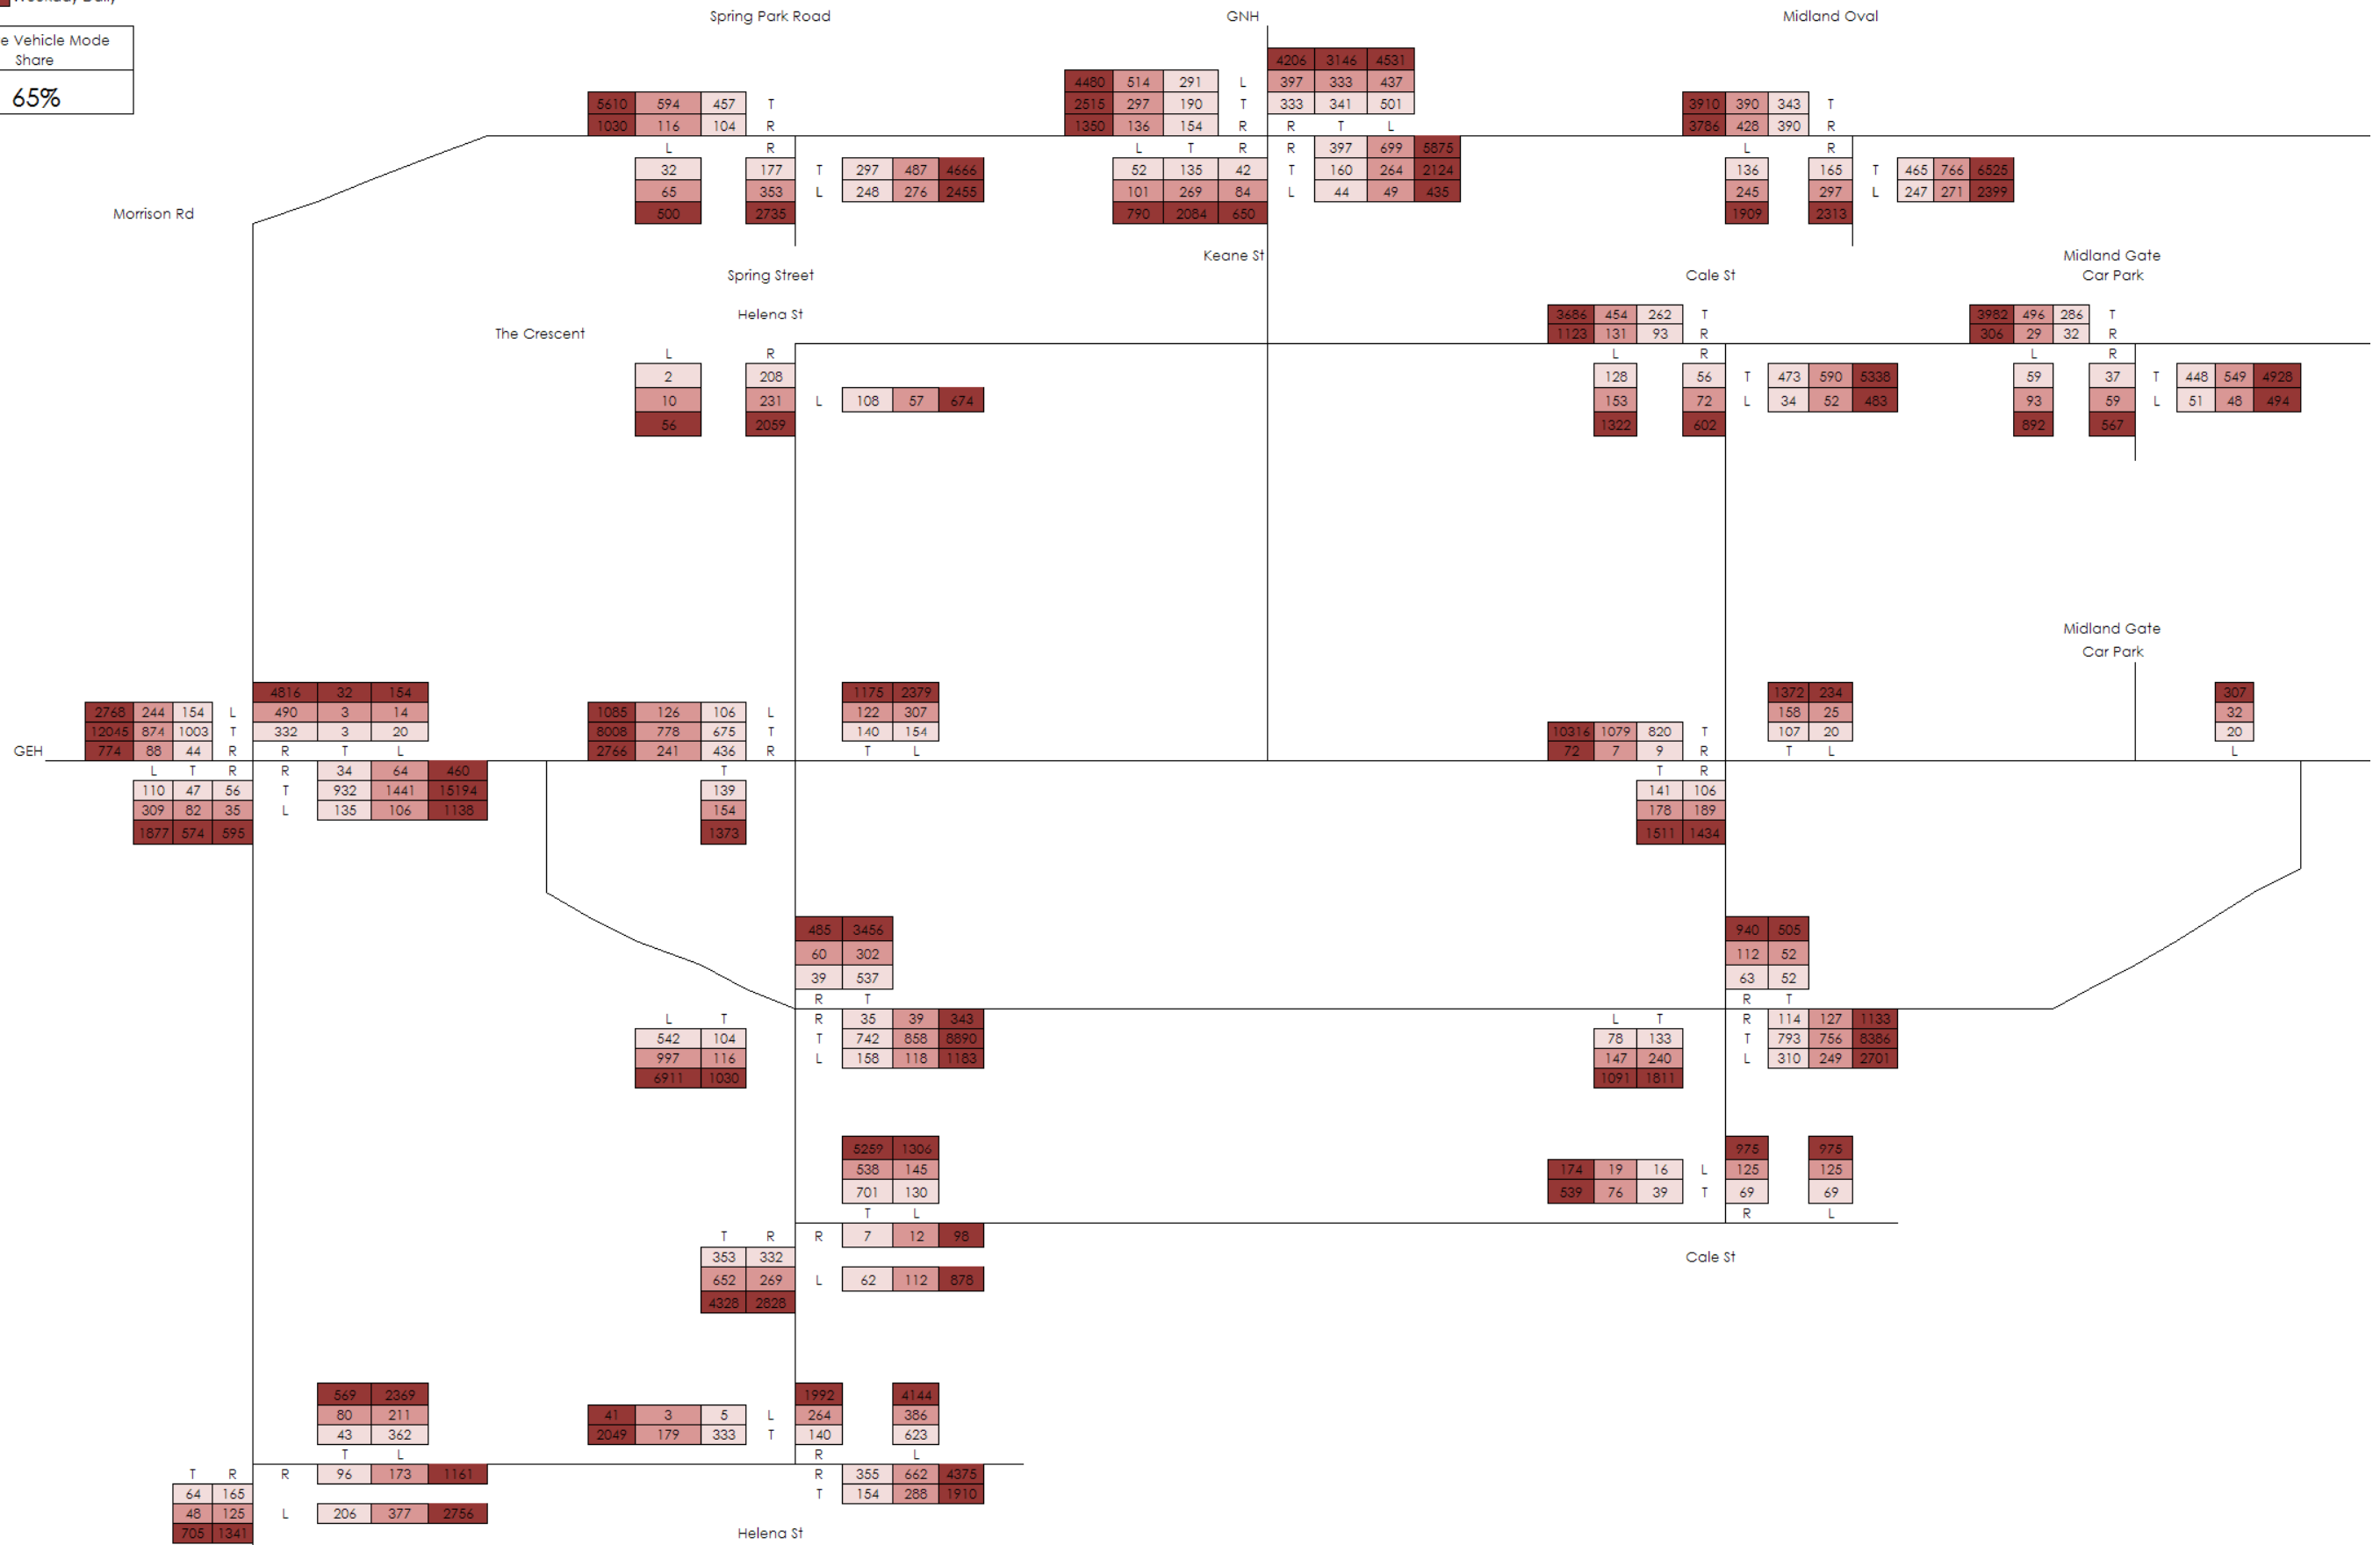 Weekday Daily
Spring Park Road GNH Midland Oval
e Vehicle Mode
Share
65%
4206 3146 4531
4480 514 291 L 397 333 437
5610 594 457 T 2515 297 190 T 333 341 501 3910 390 343 T
1030 116 104 R 1350 136 154 R R T L 3786 428 390 R
L R L T R R 397 699 5875 L R
32 177 T 297 487 4666 52 135 42 T 160 264 2124 136 165 T 465 766 6525
65 353 L 248 276 2455 101 269 84 L 44 49 435 245 297 L 247 271 2399
500 2735 790 2084 650 1909 2313
Morrison Rd
Keane St Midland Gate
Spring Street Cale St Car Park
Helena St 3686 454 262 T 3982 496 286 T
The Crescent 1123 131 93 R 306 29 32 R
L R L R L R
2 208 128 56 T 473 590 5338 59 37 T 448 549 4928
10 231 L 108 57 674 153 72 L 34 52 483 93 59 L 51 48 494
56 2059 1322 602 892 567
Midland Gate
Car Park
4816 32 154 1175 2379 1372 234 307
2768 244 154 L 490 3 14 1085 126 106 L 122 307 158 25 32
12045 874 1003 T 332 3 20 8008 778 675 T 140 154 10316 1079 820 T 107 20 20
GEH 774 88 44 R R T L 2766 241 436 R T L 72 7 9 R T L L
L T R R 34 64 460 T T R
110 47 56 T 932 1441 15194 139 141 106
309 82 35 L 135 106 1138 154 178 189
1877 574 595 1373 1511 1434
485 3456 940 505
60 302 112 52
39 537 63 52
R T R T
L T R 35 39 343 L T R 114 127 1133
542 104 T 742 858 8890 78 133 T 793 756 8386
997 116 L 158 118 1183 147 240 L 310 249 2701
6911 1030 1091 1811
5259 1306 975 975
538 145 174 19 16 L 125 125
701 130 539 76 39 T 69 69
T L R L
T R R 7 12 98
353 332 Cale St
652 269 L 62 112 878
4328 2828
569 2369 1992 4144
80 211 41 3 5 L 264 386
43 362 2049 179 333 T 140 623
T L R L
T R R 96 173 1161 R 355 662 4375
64 165 T 154 288 1910
48 125 L 206 377 2756
705 1341 Helena St